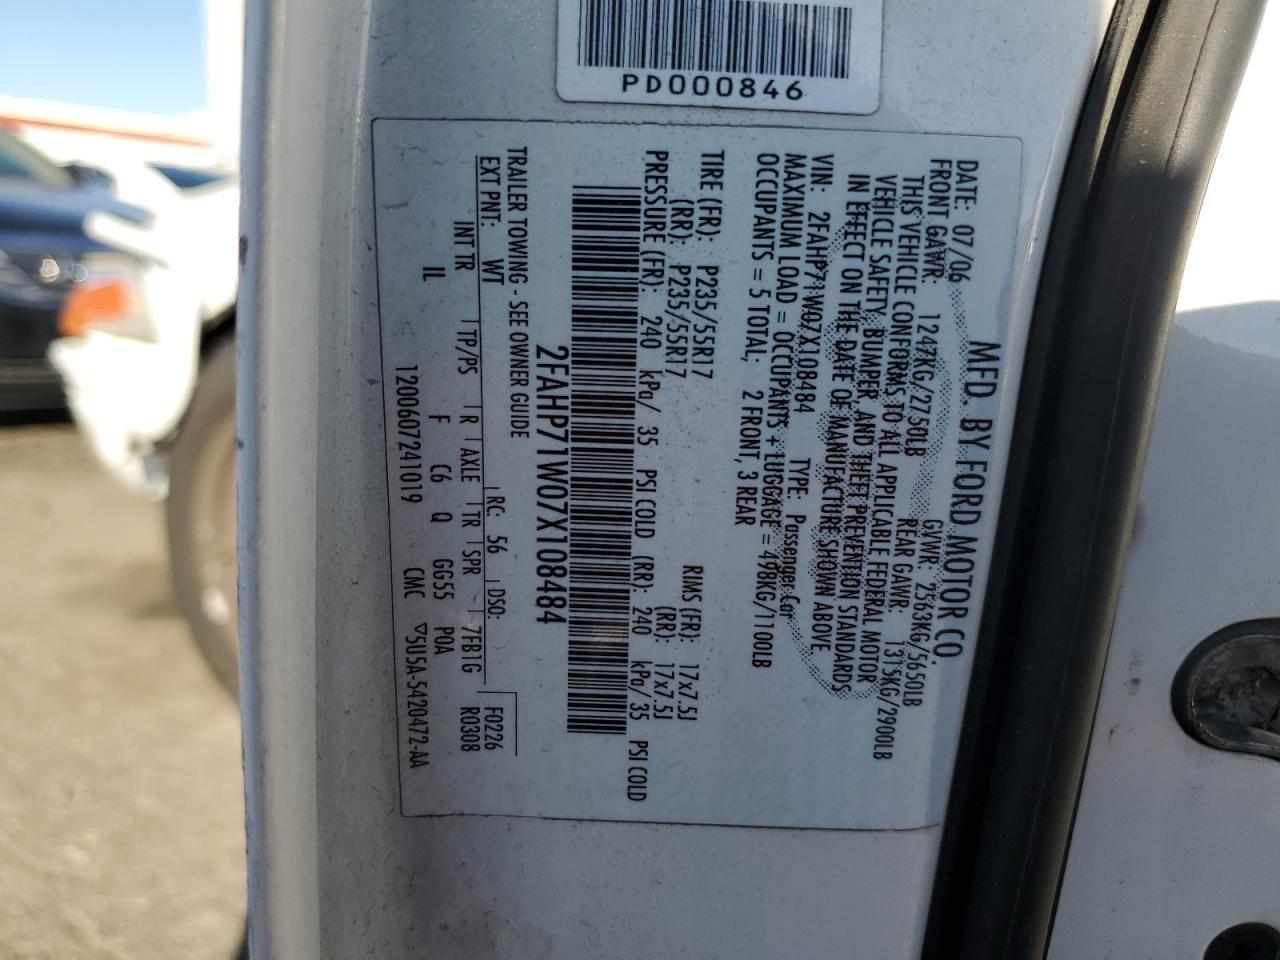 PD000846
MFD. BY FORD MOTOR CO.
DATE: 07/06 GVWR: 2563KG/5650LB
FRONT GAWR: 1247KG/2750LB REAR GAWR: 1315KG/2900LB
THIS VEHICLE CONFORMS TO ALL APPLICABLE FEDERAL MOTOR
VEHICLE SAFETY, BUMPER, AND THEFT PREVENTION STANDARDS
IN EFFECT ON THE DATE OF MANUFACTURE SHOWN ABOVE.
VIN: 2FAHP71W07X108484 TYPE: Passenger Car
MAXIMUM LOAD = OCCUPANTS + LUGGAGE = 498KG/1100LB
OCCUPANTS = 5 TOTAL, 2 FRONT, 3 REAR
TIRE (FR): P235/55R17 RIMS (FR): 17x7.5J
(RR): P235/55R17 (RR): 17x7.5J
PRESSURE (FR): 240 kPa/ 35 PSI COLD (RR): 240 kPa/ 35 PSI COLD
2FAHP71W07X108484
TRAILER TOWING - SEE OWNER GUIDE
EXT PNT: WT RC: 56 DSO: F0226
INT TR TP/PS R AXLE TR SPR 7FB1G R0308
IL F C6 Q GG55 POA
120060724101​9 CMC ▽5U5A-5420472-AA